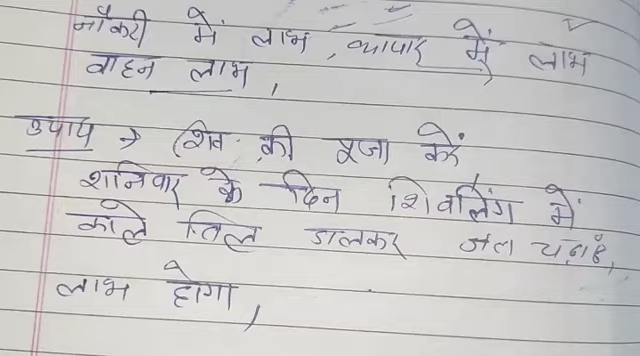 नौकरी में लाभ, व्यापार में लाभ
वाहन लाभ,
उपाय → शिव की पूजा करें
शनिवार के दिन शिवलिंग में
काले तिल डालकर जल चढ़ाएँ,
लाभ होगा,